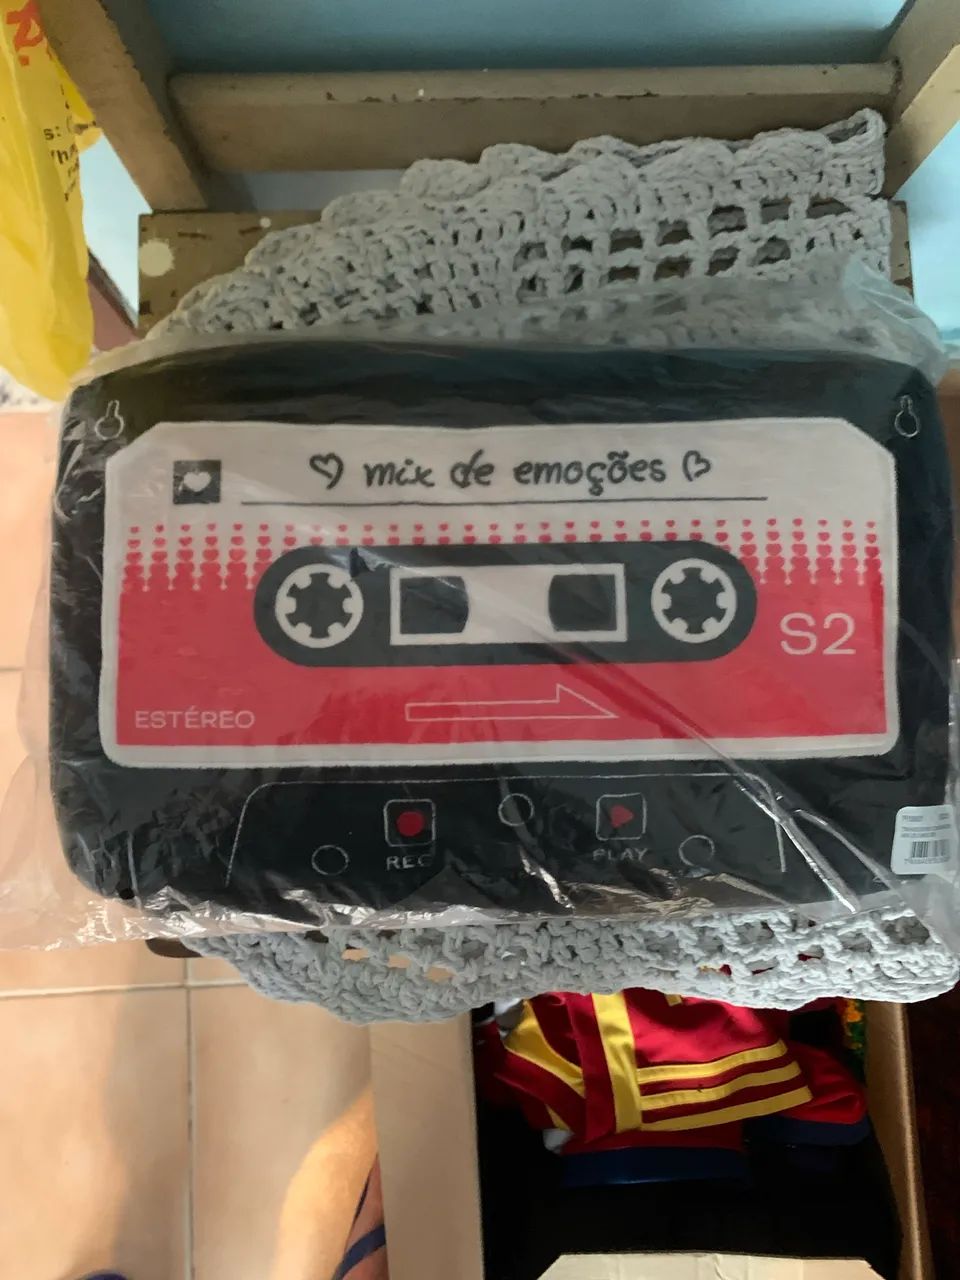 ♡ mix de emoções ♡
S2
ESTÉREO
REC
PLAY